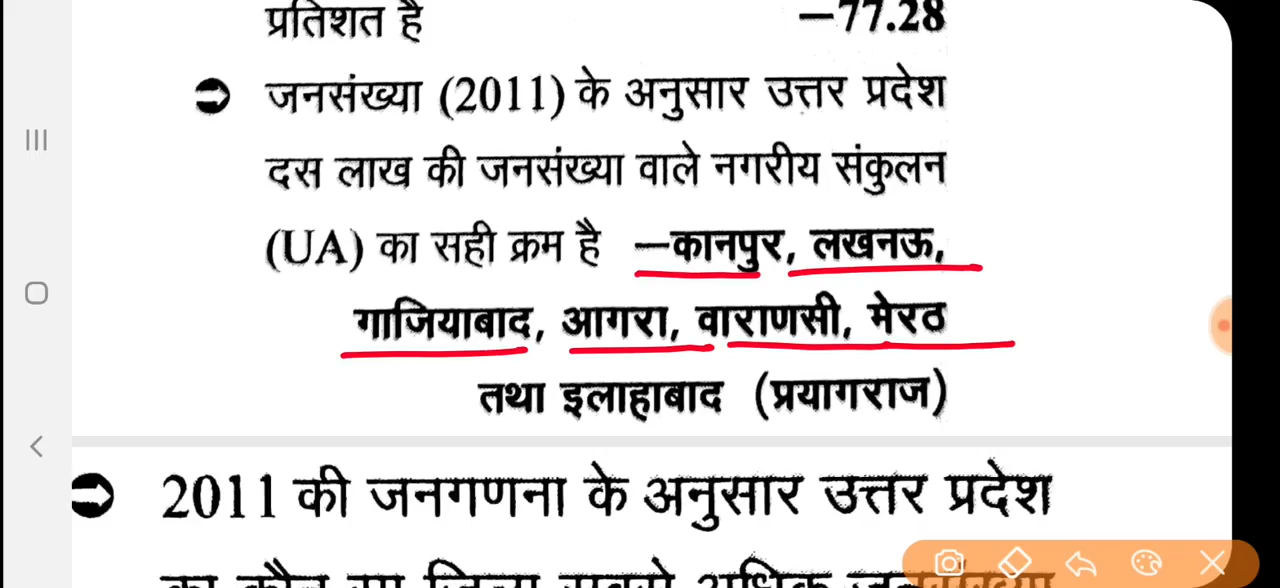 प्रतिशत है –77.28
➲ जनसंख्या (2011) के अनुसार उत्तर प्रदेश
दस लाख की जनसंख्या वाले नगरीय संकुलन
(UA) का सही क्रम है –कानपुर, लखनऊ,
गाजियाबाद, आगरा, वाराणसी, मेरठ
तथा इलाहाबाद (प्रयागराज)
➲ 2011 की जनगणना के अनुसार उत्तर प्रदेश